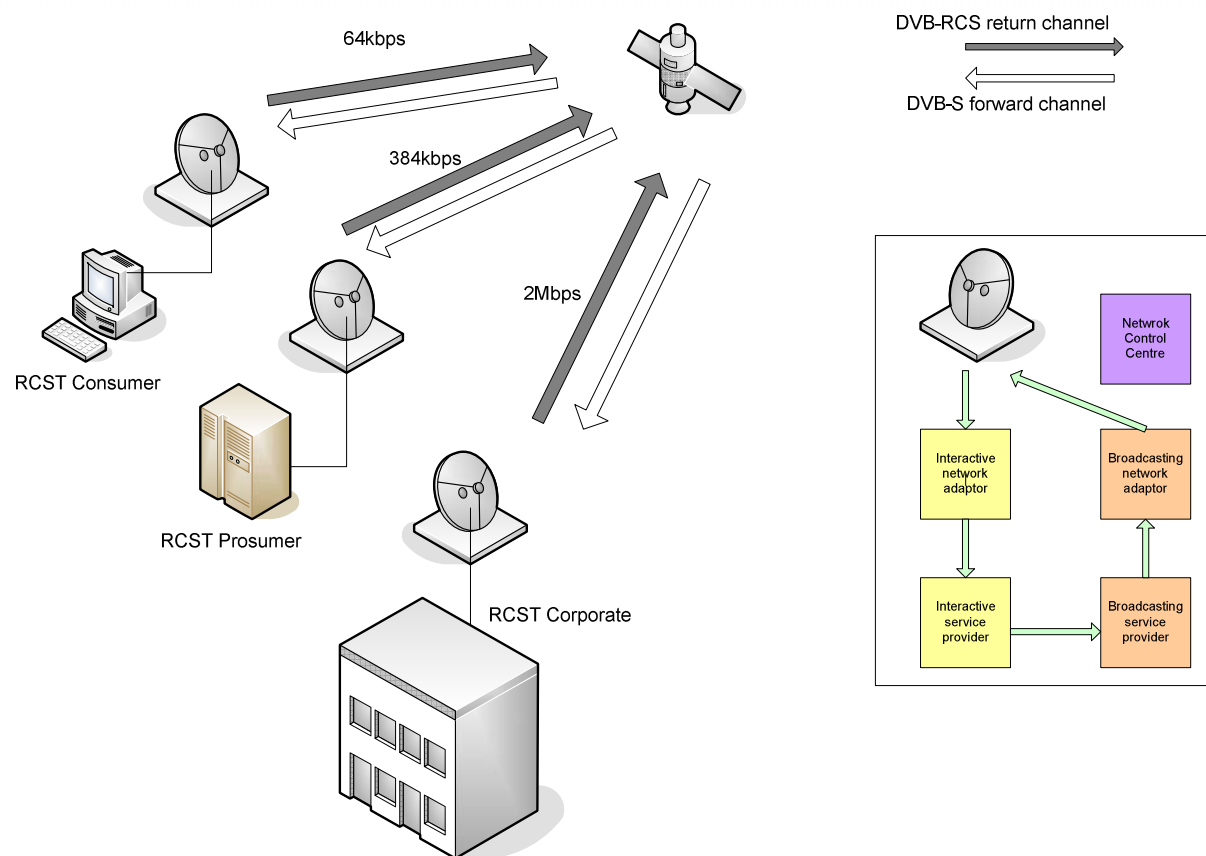 64kbps
DVB-RCS return channel
DVB-S forward channel
384kbps
2Mbps
RCST Consumer
RCST Prosumer
RCST Corporate
Netwrok
Control
Centre
Interactive
network
adaptor
Broadcasting
network
adaptor
Interactive
service
provider
Broadcasting
service
provider